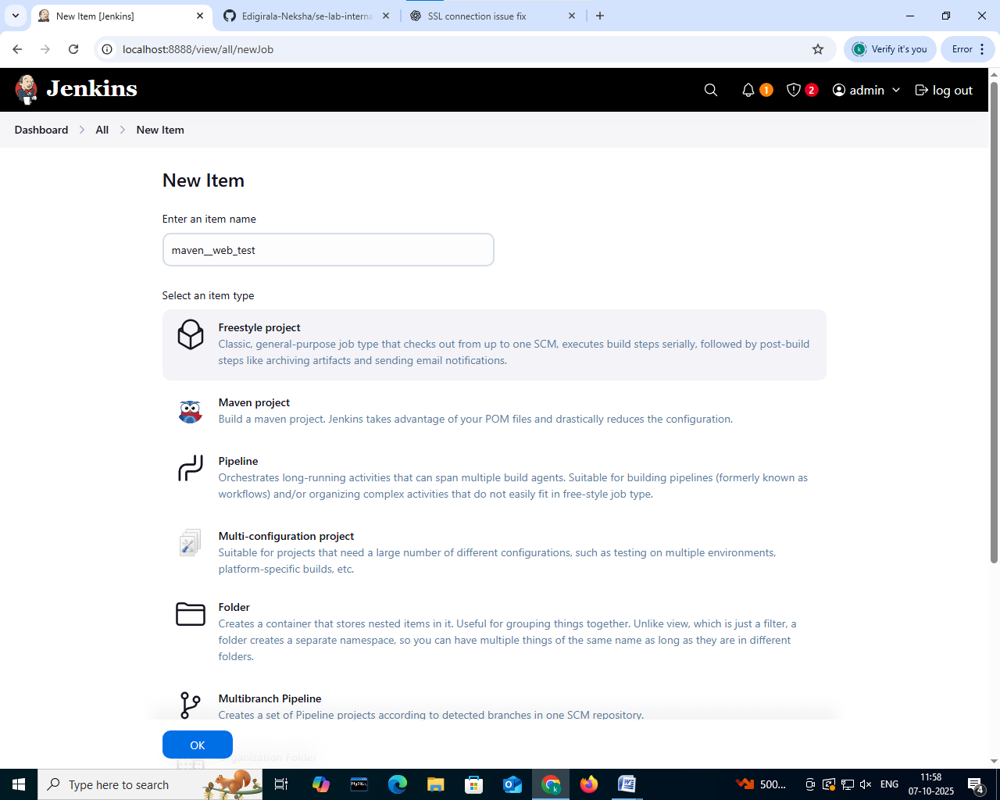 New Item [Jenkins]
Edigirala-Neksha/se-lab-interna
SSL connection issue fix
localhost:8888/view/all/newJob
Verify it's you
Error
Jenkins
1
2
admin
log out
Dashboard
All
New Item
New Item
Enter an item name
maven__web_test
Select an item type
Freestyle project
Classic, general-purpose job type that checks out from up to one SCM, executes build steps serially, followed by post-build
steps like archiving artifacts and sending email notifications.
Maven project
Build a maven project. Jenkins takes advantage of your POM files and drastically reduces the configuration.
Pipeline
Orchestrates long-running activities that can span multiple build agents. Suitable for building pipelines (formerly known as
workflows) and/or organizing complex activities that do not easily fit in free-style job type.
Multi-configuration project
Suitable for projects that need a large number of different configurations, such as testing on multiple environments,
platform-specific builds, etc.
Folder
Creates a container that stores nested items in it. Useful for grouping things together. Unlike view, which is just a filter, a
folder creates a separate namespace, so you can have multiple things of the same name as long as they are in different
folders.
Multibranch Pipeline
Creates a set of Pipeline projects according to detected branches in one SCM repository.
OK
Organization Folder
Type here to search
MySQL
500...
ENG
11:58
07-10-2025
4